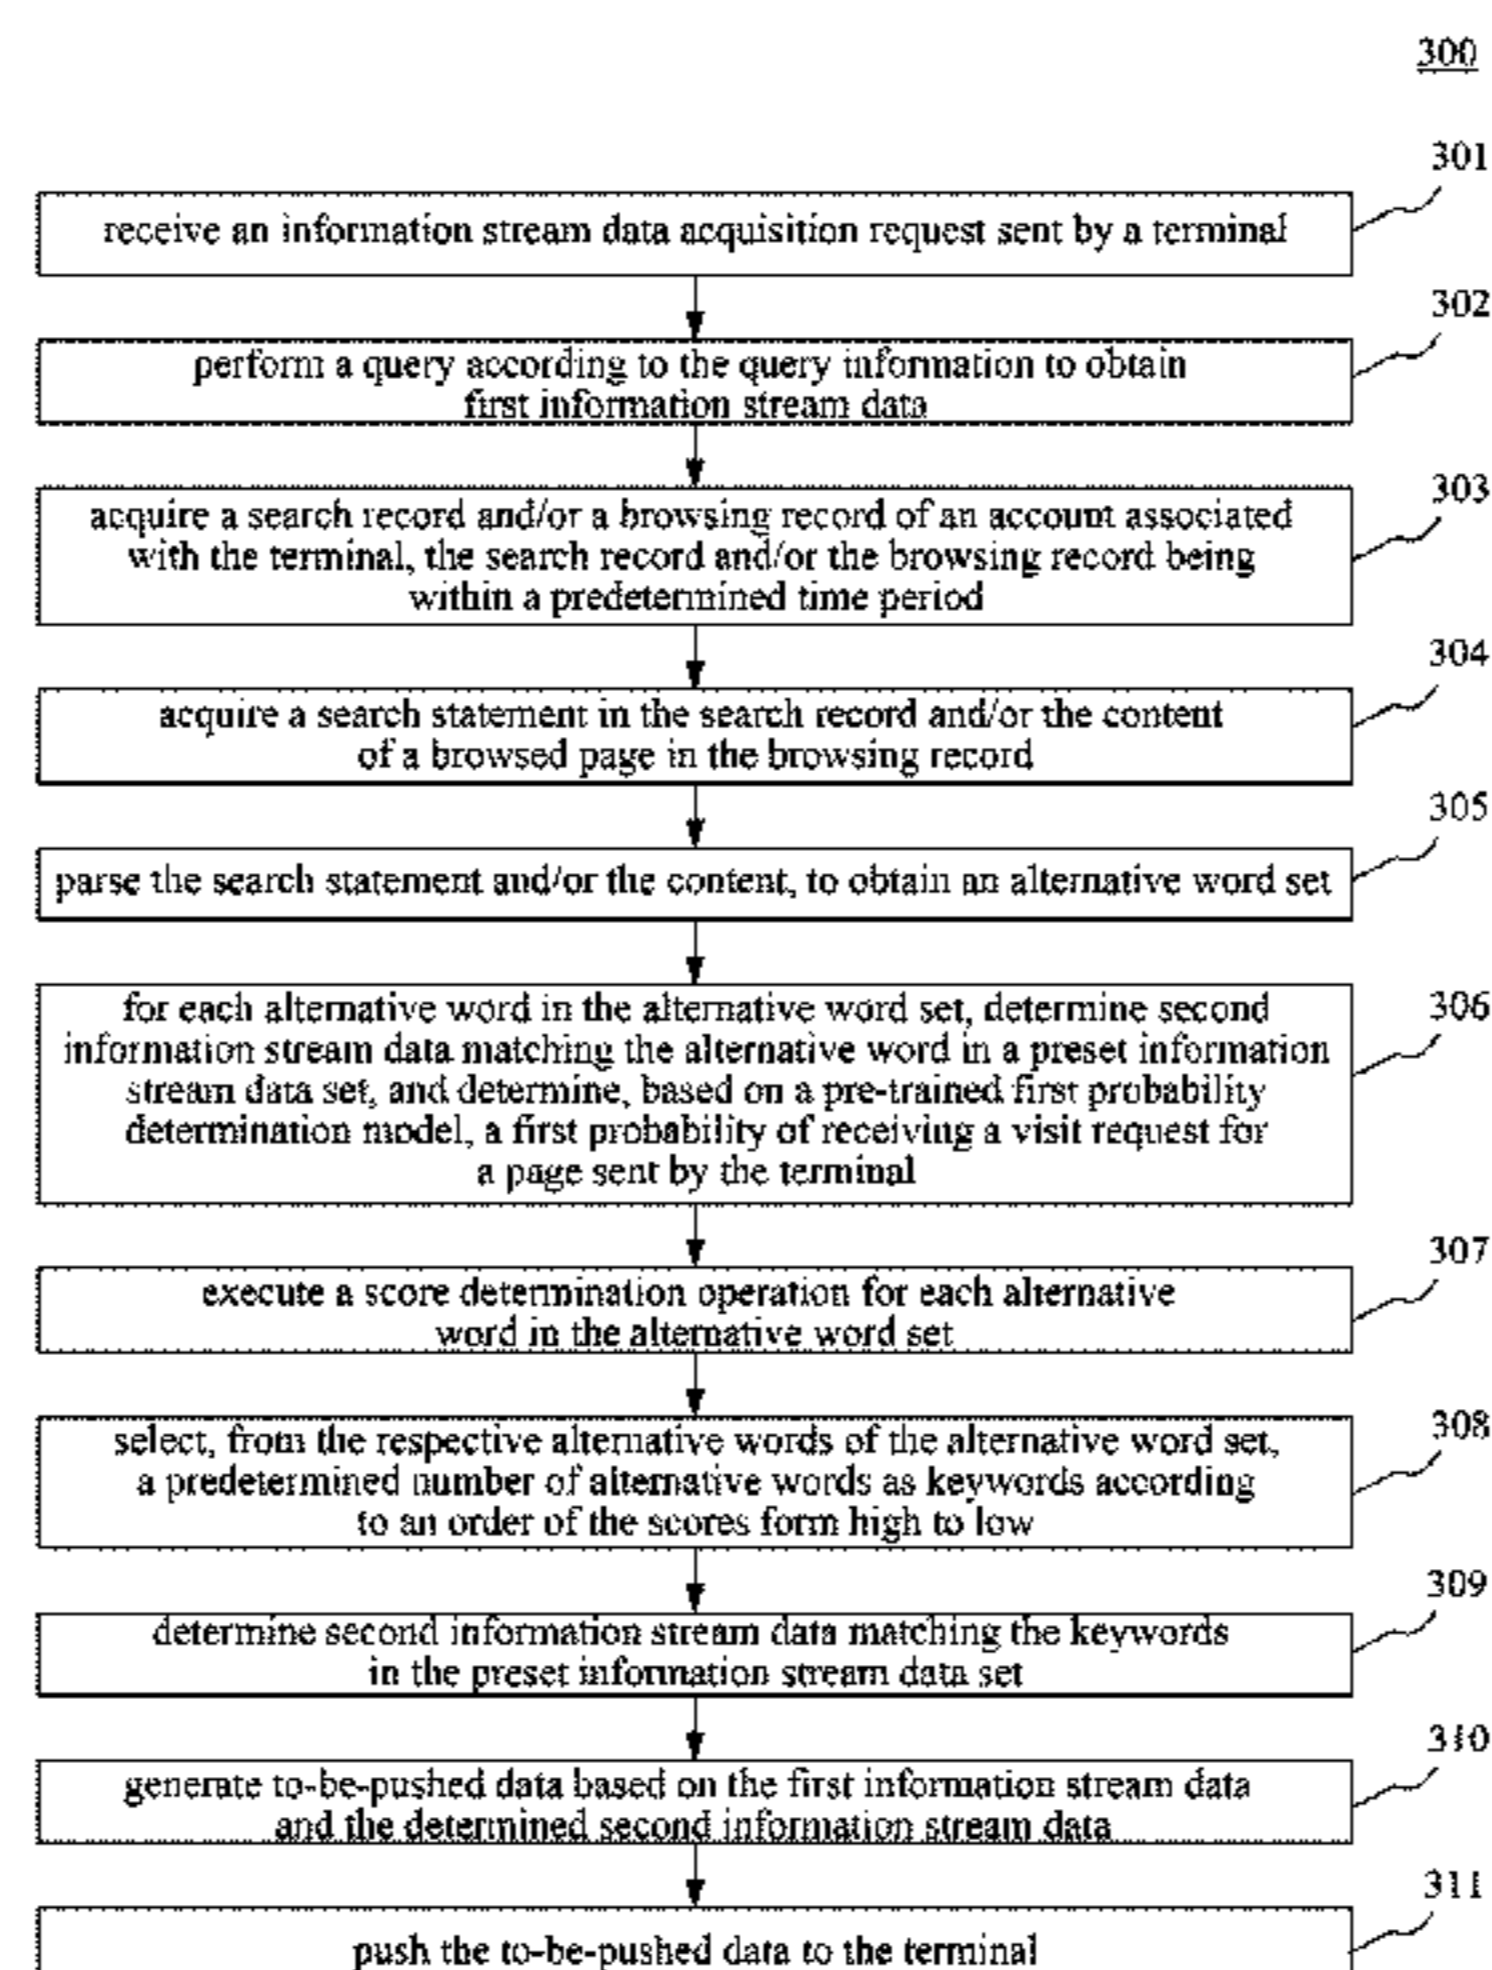 300
301
receive an information stream data acquisition request sent by a terminal
302
perform a query according to the query information to obtain
first information stream data
303
acquire a search record and/or a browsing record of an account associated
with the terminal, the search record and/or the browsing record being
within a predetermined time period
304
acquire a search statement in the search record and/or the content
of a browsed page in the browsing record
305
parse the search statement and/or the content, to obtain an alternative word set
306
for each alternative word in the alternative word set, determine second
information stream data matching the alternative word in a preset information
stream data set, and determine, based on a pre-trained first probability
determination model, a first probability of receiving a visit request for
a page sent by the terminal
307
execute a score determination operation for each alternative
word in the alternative word set
308
select, from the respective alternative words of the alternative word set,
a predetermined number of alternative words as keywords according
to an order of the scores form high to low
309
determine second information stream data matching the keywords
in the preset information stream data set
310
generate to-be-pushed data based on the first information stream data
and the determined second information stream data
311
push the to-be-pushed data to the terminal